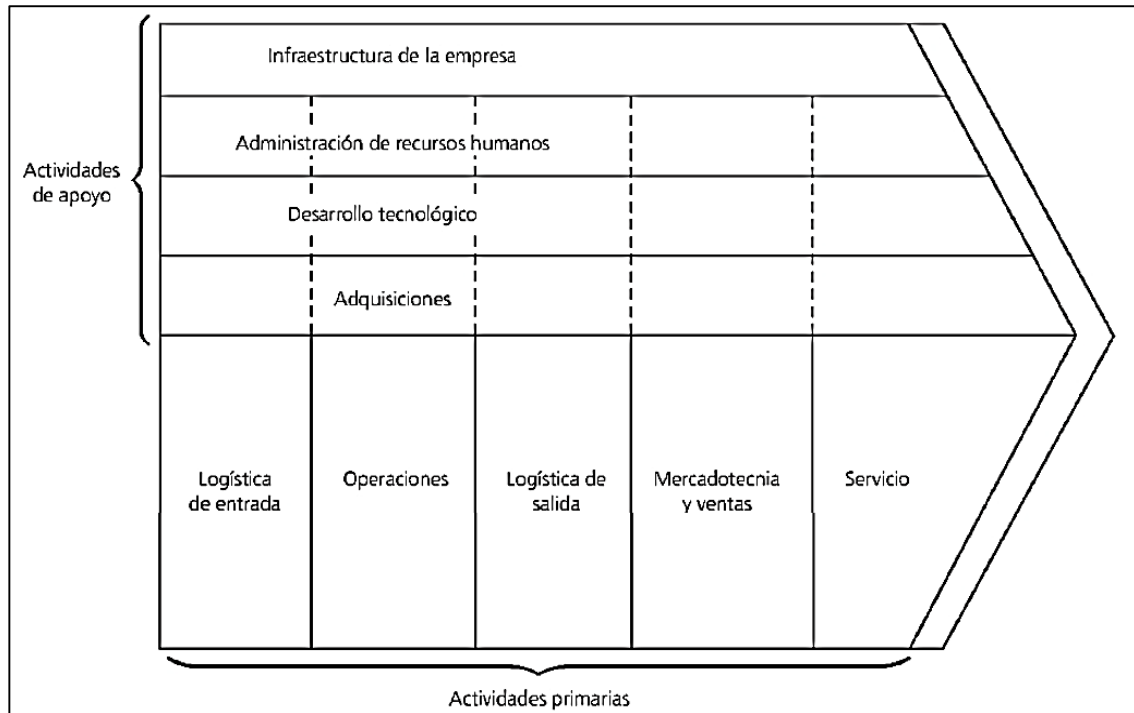 Infraestructura de la empresa
Administración de recursos humanos
Actividades
de apoyo
Desarrollo tecnológico
Adquisiciones
Logística
de entrada
Operaciones
Logística de
salida
Mercadotecnia
y ventas
Servicio
Actividades primarias